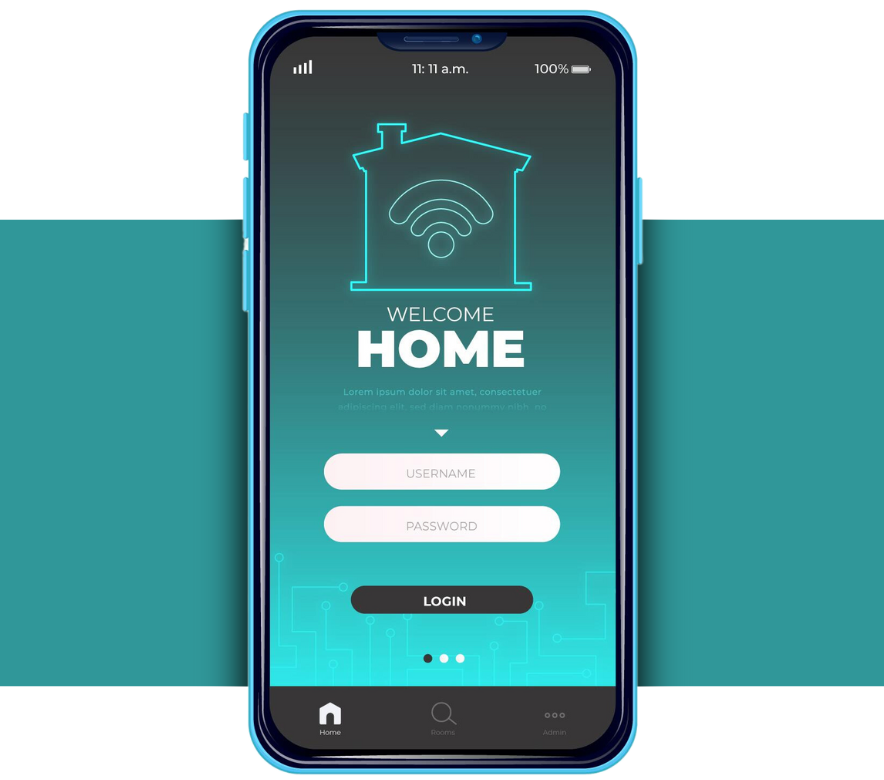 11:11 a.m.
100%
WELCOME
HOME
Lorem ipsum dolor sit amet, consectetuer
adipiscing elit, sed diam nonummy nibh, no
USERNAME
PASSWORD
LOGIN
Home
Rooms
Admin